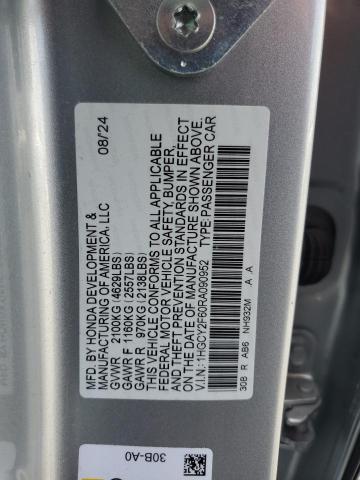 MFD. BY HONDA DEVELOPMENT & 08/'24
MANUFACTURING OF AMERICA, LLC
GVWR 2100KG (4629LBS)
GAWR F 1160KG (2557LBS)
GAWR R 970KG (2138LBS)
THIS VEHICLE CONFORMS TO ALL APPLICABLE
FEDERAL MOTOR VEHICLE SAFETY, BUMPER,
AND THEFT PREVENTION STANDARDS IN EFFECT
ON THE DATE OF MANUFACTURE SHOWN ABOVE.
V.I.N.: 1HGCY2F60RA090952 TYPE: PASSENGER CAR
30B R AB6 NH932M A A
30B-A0